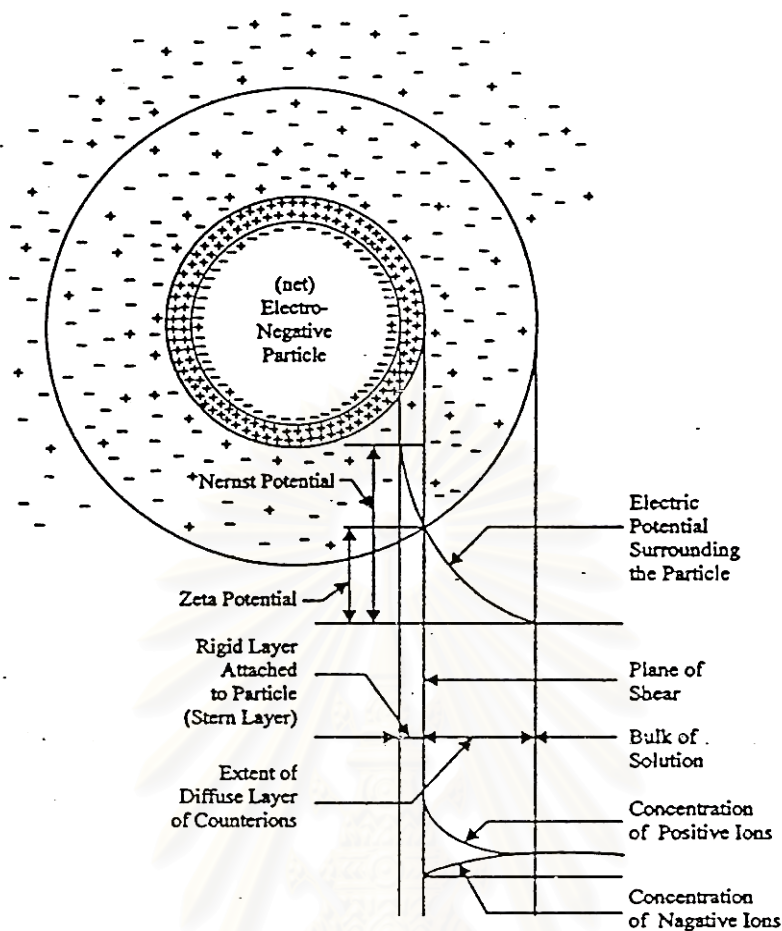 (net)
Electro-
Negative
Particle
Nernst Potential
Electric
Potential
Surrounding
the Particle
Zeta Potential
Rigid Layer
Attached
to Particle
(Stern Layer)
Plane of
Shear
Bulk of
Solution
Extent of
Diffuse Layer
of Counterions
Concentration
of Positive Ions
Concentration
of Nagative Ions